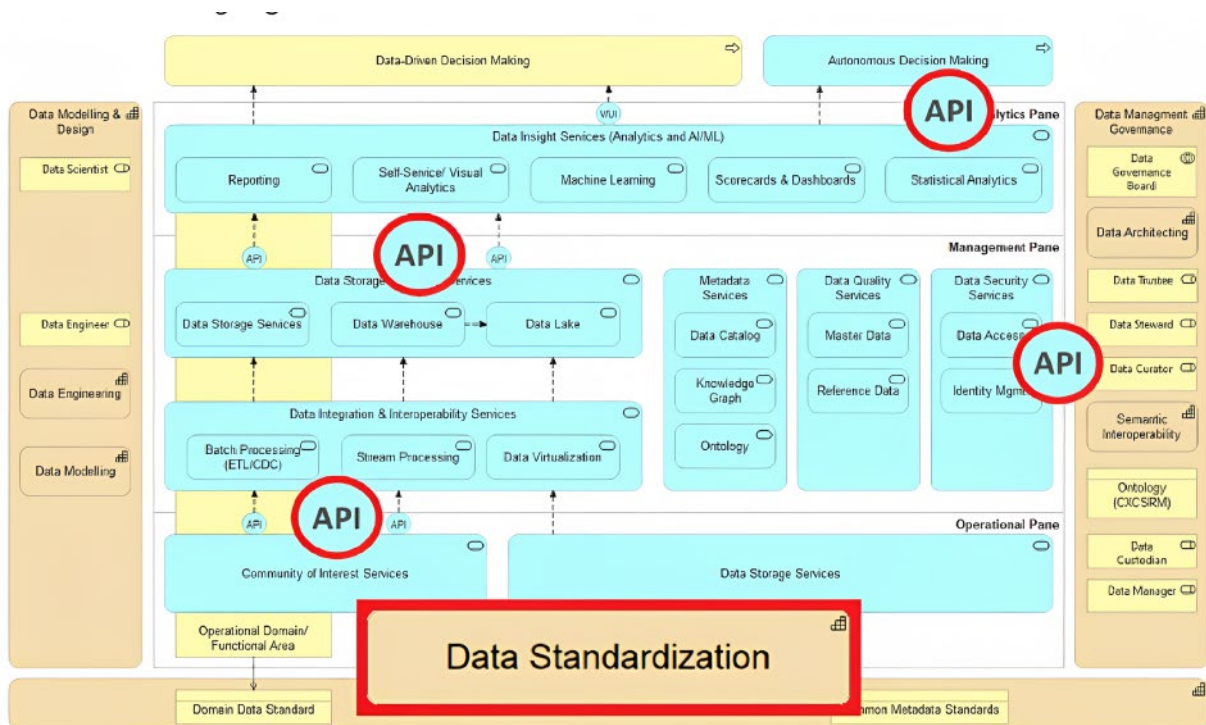 Data-Driven Decision Making
Autonomous Decision Making
API
Data Modelling &
Design
Data Scientist
Data Engineer
Data Engineering
Data Modelling
V/UI
lytics Pane
Data Insight Services (Analytics and AI/ML)
Reporting
Self-Service/ Visual
Analytics
Machine Learning
Scorecards & Dashboards
Statistical Analytics
API
API
API
Management Pane
Data Storage
vices
Data Storage Services
Data Warehouse
Data Lake
Metadata
Services
Data Catalog
Knowledge
Graph
Ontology
Data Quality
Services
Master Data
Reference Data
Data Security
Services
Data Access
Identity Mgmt
API
Data Integration & Interoperability Services
Batch Processing
(ETL/CDC)
Stream Processing
Data Virtualization
API
API
API
Operational Pane
Community of Interest Services
Data Storage Services
Operational Domain/
Functional Area
Data Standardization
Domain Data Standard
mmon Metadata Standards
Data Managment
Governance
Data
Governance
Board
Data Architecting
Data Trustee
Data Steward
Data Curator
Semantic
Interoperability
Ontology
(CXCSIRM)
Data
Custodian
Data Manager